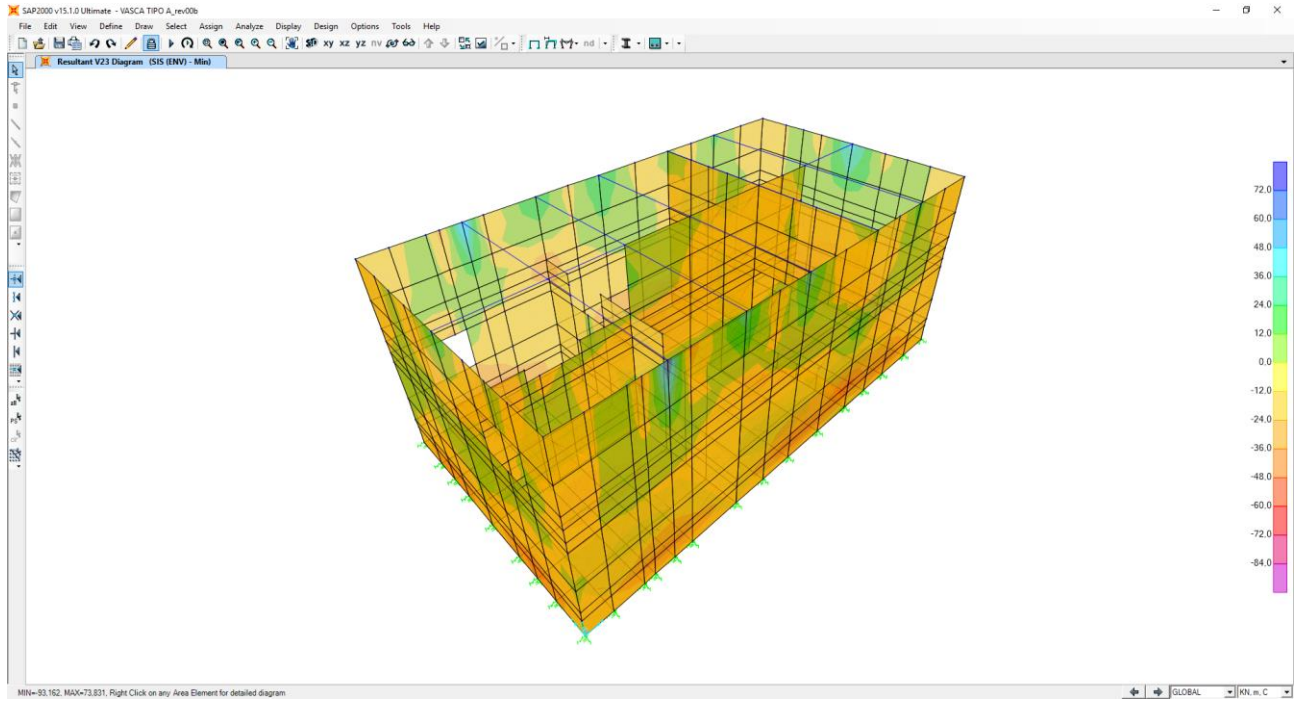 SAP2000 v15.1.0 Ultimate - VASCA TIPO A_rev00b
File Edit View Define Draw Select Assign Analyze Display Design Options Tools Help
xy xz yz nv nd
Resultant V23 Diagram (SIS (ENV) - Min)
72.0
60.0
48.0
36.0
24.0
12.0
0.0
-12.0
-24.0
-36.0
-48.0
-60.0
-72.0
-84.0
MIN=-93.162, MAX=73.831, Right Click on any Area Element for detailed diagram
GLOBAL KN, m, C